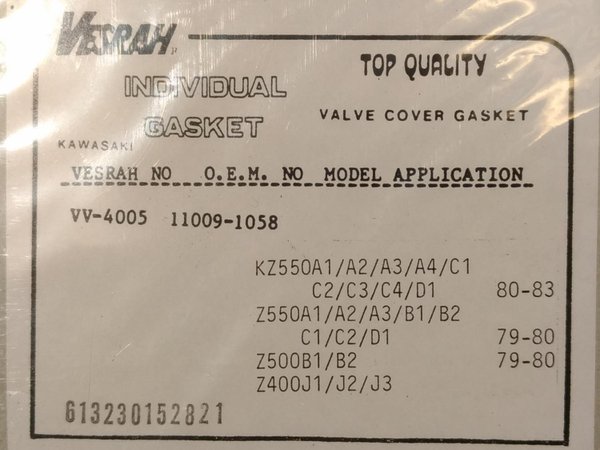 VESRAH
TOP QUALITY
INDIVIDUAL
GASKET
VALVE COVER GASKET
KAWASAKI
VESRAH NO O.E.M. NO MODEL APPLICATION
VV-4005 11009-1058
KZ550A1/A2/A3/A4/C1
C2/C3/C4/D1 80-83
Z550A1/A2/A3/B1/B2
C1/C2/D1 79-80
Z500B1/B2 79-80
Z400J1/J2/J3
613230152821